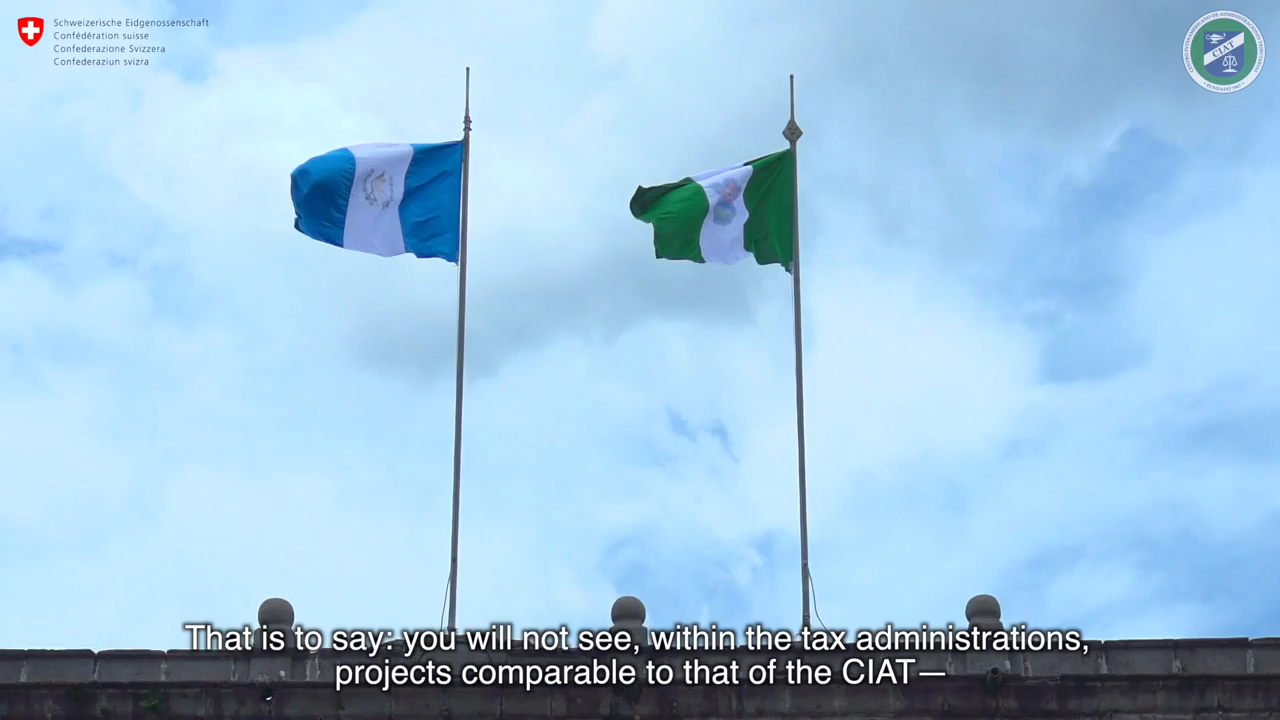 Schweizerische Eidgenossenschaft
Confédération suisse
Confederazione Svizzera
Confederaziun svizra
CIAT
That is to say: you will not see, within the tax administrations,
projects comparable to that of the CIAT—